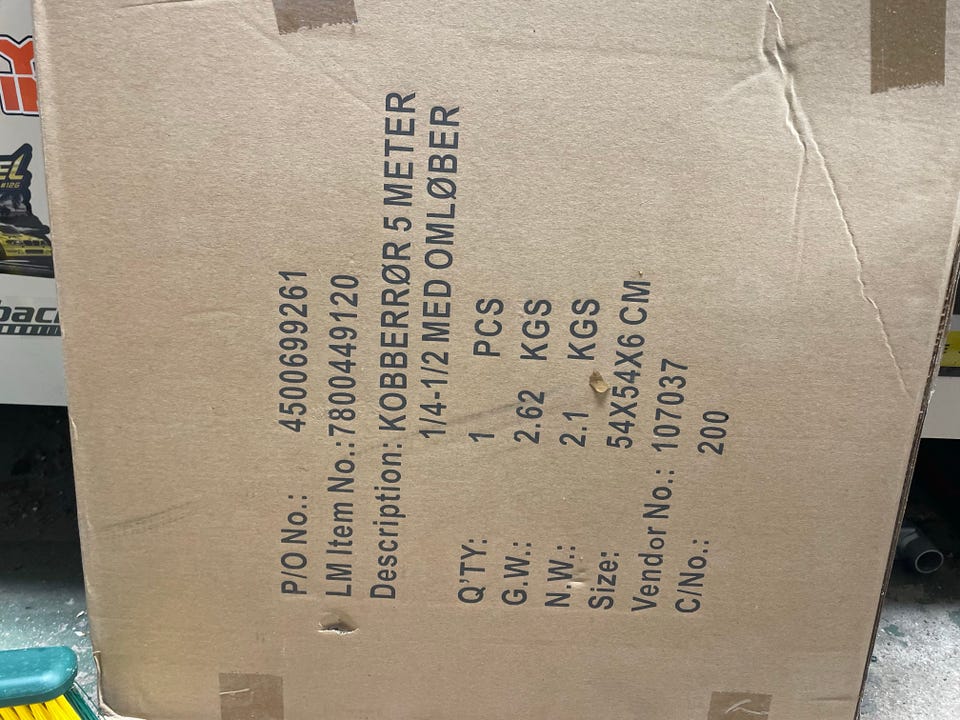 P/O No.: 4500699261
LM Item No.:7800449120
Description: KOBBERRØR 5 METER
1/4-1/2 MED OMLØBER
Q'TY: 1 PCS
G.W.: 2.62 KGS
N.W.: 2.1 KGS
Size: 54X54X6 CM
Vendor No.: 107037
C/No.: 200
#126